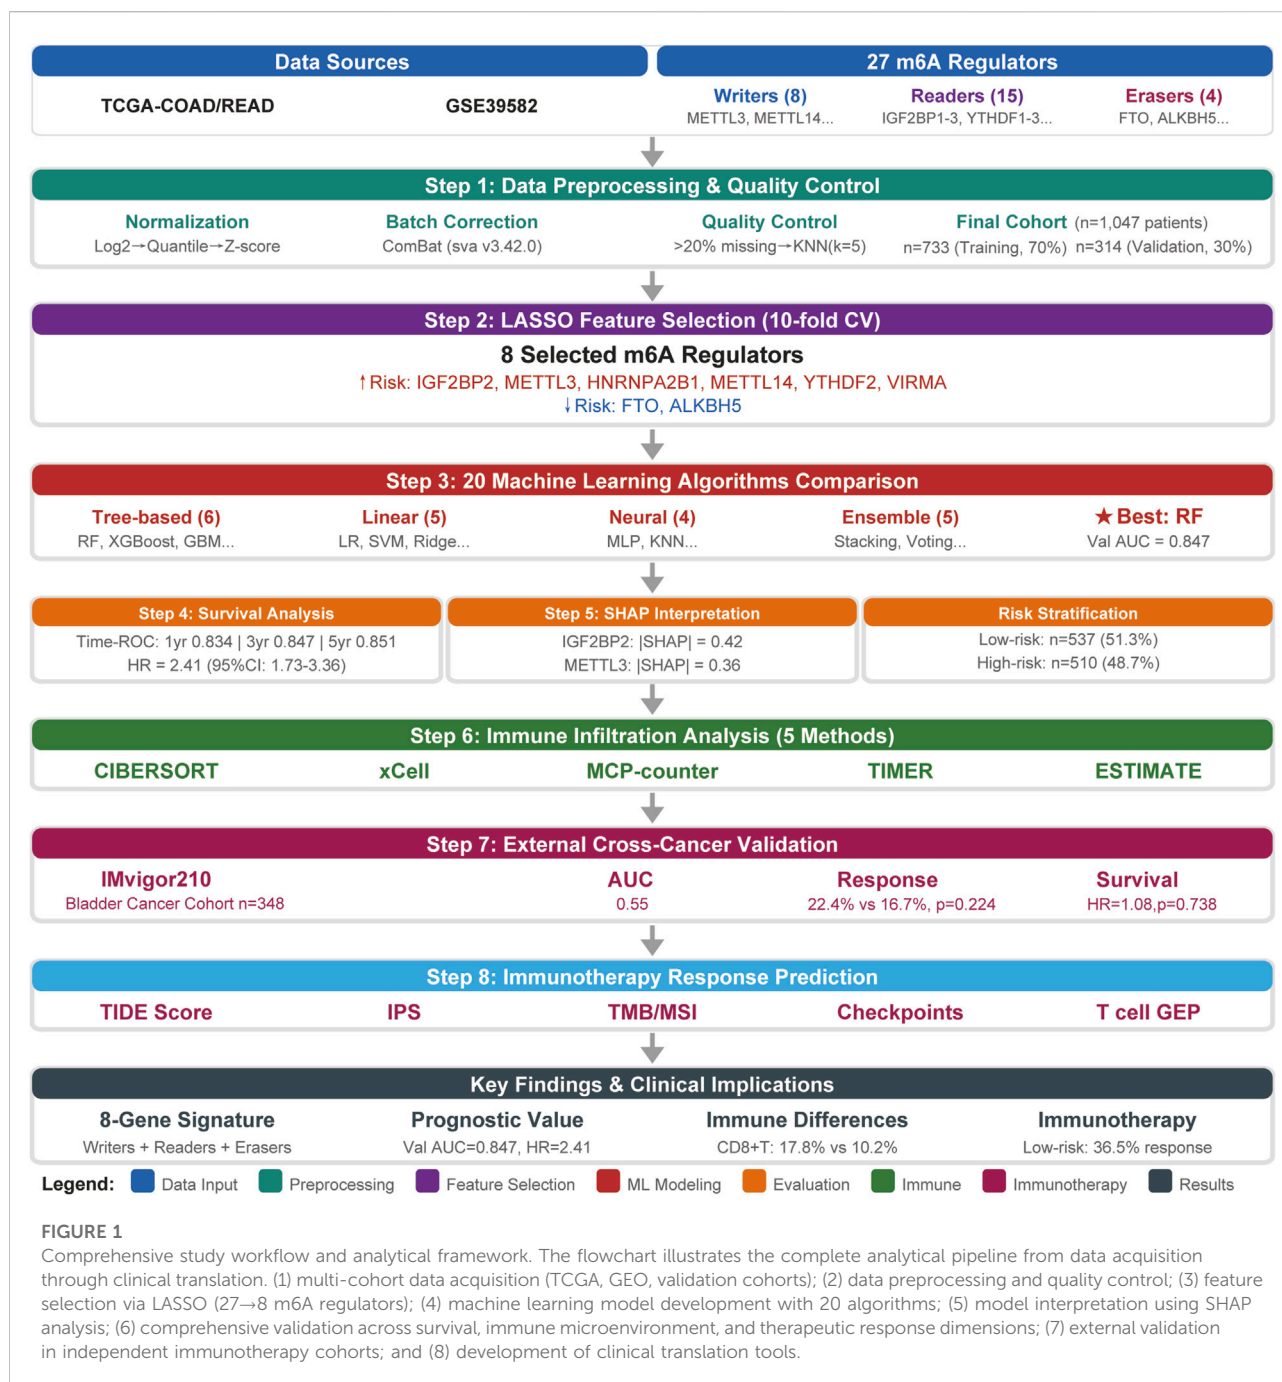 Data Sources
27 m6A Regulators
TCGA-COAD/READ
GSE39582
Writers (8)
METTL3, METTL14...
Readers (15)
IGF2BP1-3, YTHDF1-3...
Erasers (4)
FTO, ALKBH5...
Step 1: Data Preprocessing & Quality Control
Normalization
Log2→Quantile→Z-score
Batch Correction
ComBat (sva v3.42.0)
Quality Control
>20% missing→KNN(k=5)
Final Cohort (n=1,047 patients)
n=733 (Training, 70%) n=314 (Validation, 30%)
Step 2: LASSO Feature Selection (10-fold CV)
8 Selected m6A Regulators
↑Risk: IGF2BP2, METTL3, HNRNPA2B1, METTL14, YTHDF2, VIRMA
↓Risk: FTO, ALKBH5
Step 3: 20 Machine Learning Algorithms Comparison
Tree-based (6)
RF, XGBoost, GBM...
Linear (5)
LR, SVM, Ridge...
Neural (4)
MLP, KNN...
Ensemble (5)
Stacking, Voting...
★Best: RF
Val AUC = 0.847
Step 4: Survival Analysis
Time-ROC: 1yr 0.834 | 3yr 0.847 | 5yr 0.851
HR = 2.41 (95%CI: 1.73-3.36)
Step 5: SHAP Interpretation
IGF2BP2: |SHAP| = 0.42
METTL3: |SHAP| = 0.36
Risk Stratification
Low-risk: n=537 (51.3%)
High-risk: n=510 (48.7%)
Step 6: Immune Infiltration Analysis (5 Methods)
CIBERSORT
xCell
MCP-counter
TIMER
ESTIMATE
Step 7: External Cross-Cancer Validation
IMvigor210
Bladder Cancer Cohort n=348
AUC
0.55
Response
22.4% vs 16.7%, p=0.224
Survival
HR=1.08,p=0.738
Step 8: Immunotherapy Response Prediction
TIDE Score
IPS
TMB/MSI
Checkpoints
T cell GEP
Key Findings & Clinical Implications
8-Gene Signature
Writers + Readers + Erasers
Prognostic Value
Val AUC=0.847, HR=2.41
Immune Differences
CD8+T: 17.8% vs 10.2%
Immunotherapy
Low-risk: 36.5% response
Legend: Data Input Preprocessing Feature Selection ML Modeling Evaluation Immune Immunotherapy Results
FIGURE 1
Comprehensive study workflow and analytical framework. The flowchart illustrates the complete analytical pipeline from data acquisition
through clinical translation. (1) multi-cohort data acquisition (TCGA, GEO, validation cohorts); (2) data preprocessing and quality control; (3) feature
selection via LASSO (27→8 m6A regulators); (4) machine learning model development with 20 algorithms; (5) model interpretation using SHAP
analysis; (6) comprehensive validation across survival, immune microenvironment, and therapeutic response dimensions; (7) external validation
in independent immunotherapy cohorts; and (8) development of clinical translation tools.